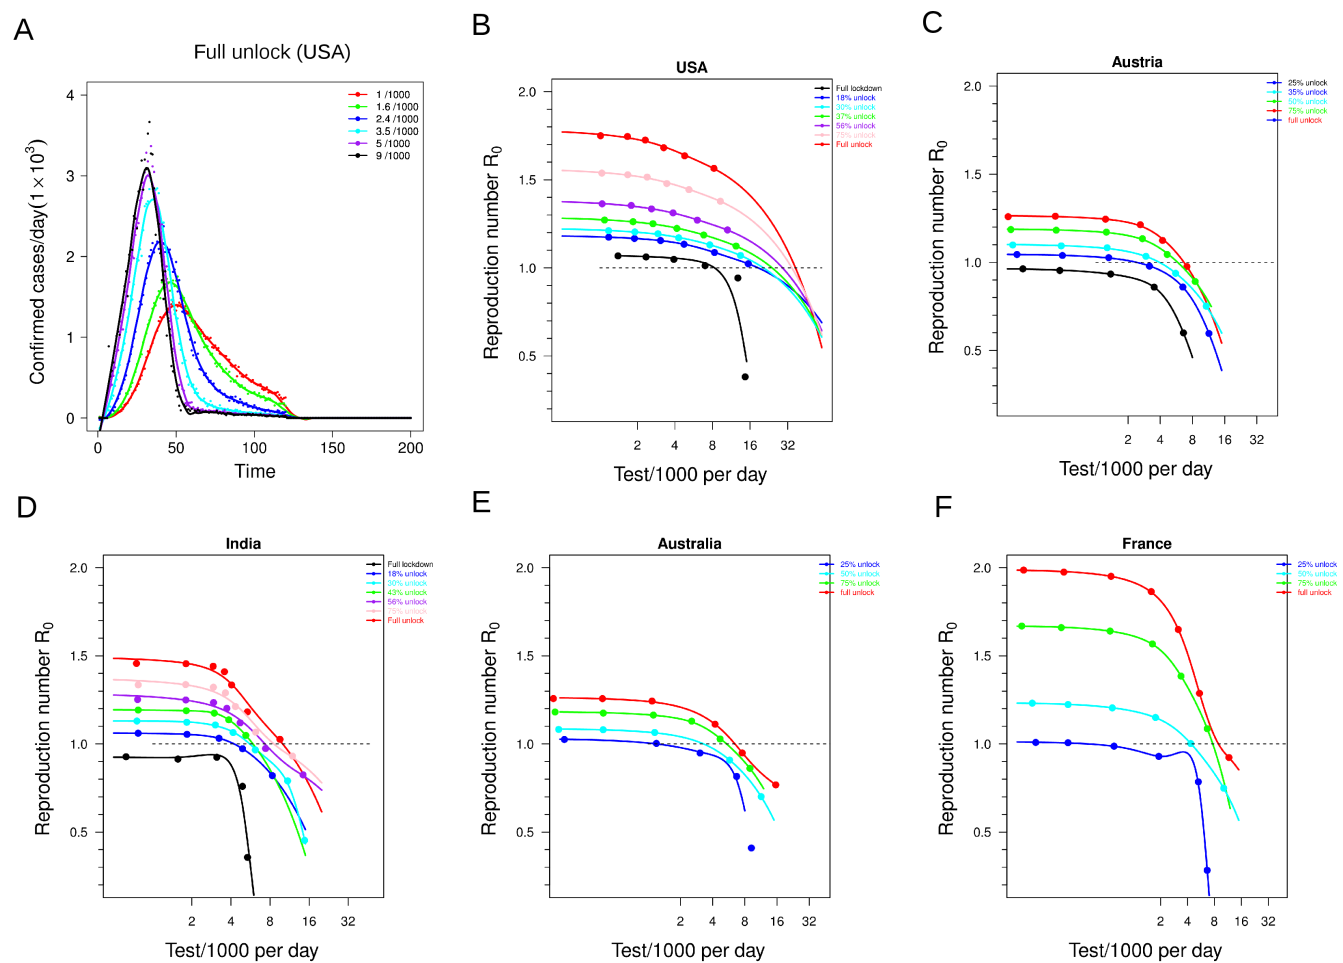 A
Full unlock (USA)
Confirmed cases/day(1 × 10³)
4
3
2
1
0
1 /1000
1.6 /1000
2.4 /1000
3.5 /1000
5 /1000
9 /1000
0 50 100 150 200
Time
B
USA
Reproduction number R₀
2.0
1.5
1.0
0.5
Full lockdown
18% unlock
30% unlock
37% unlock
56% unlock
75% unlock
Full unlock
2 4 8 16 32
Test/1000 per day
C
Austria
Reproduction number R₀
2.0
1.5
1.0
0.5
25% unlock
35% unlock
50% unlock
75% unlock
full unlock
2 4 8 16 32
Test/1000 per day
D
India
Reproduction number R₀
2.0
1.5
1.0
0.5
Full lockdown
18% unlock
30% unlock
43% unlock
56% unlock
75% unlock
Full unlock
2 4 8 16 32
Test/1000 per day
E
Australia
Reproduction number R₀
2.0
1.5
1.0
0.5
25% unlock
50% unlock
75% unlock
full unlock
2 4 8 16 32
Test/1000 per day
F
France
Reproduction number R₀
2.0
1.5
1.0
0.5
25% unlock
50% unlock
75% unlock
full unlock
2 4 8 16 32
Test/1000 per day